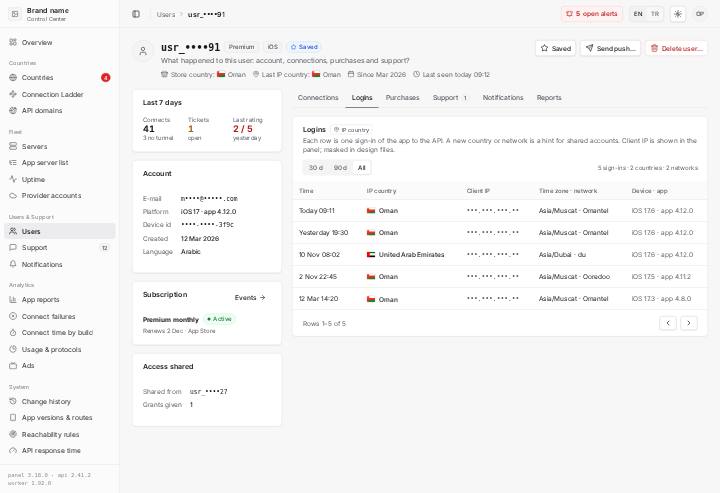 Brand name
Control Center
Overview
Countries
Countries 4
Connection Ladder
API domains
Fleet
Servers
App server list
Uptime
Provider accounts
Users & Support
Users
Support 12
Notifications
Analytics
App reports
Connect failures
Connect time by build
Usage & protocols
Ads
System
Change history
App versions & routes
Reachability rules
API response time
panel 3.18.0 · api 2.41.2
worker 1.92.0
Users > usr_••••91
5 open alerts EN TR OP
usr_••••91 Premium iOS Saved
What happened to this user: account, connections, purchases and support?
Store country: Oman Last IP country: Oman Since Mar 2026 Last seen today 09:12
Saved Send push... Delete user...
Last 7 days
Connects Tickets Last rating
41 1 2 / 5
3 no tunnel open yesterday
Account
E-mail m••••@•••••.com
Platform iOS 17 · app 4.12.0
Device id ••••-••••-3f9c
Created 12 Mar 2026
Language Arabic
Subscription Events →
Premium monthly Active
Renews 2 Dec · App Store
Access shared
Shared from usr_••••27
Grants given 1
Connections Logins Purchases Support 1 Notifications Reports
Logins IP country
Each row is one sign-in of the app to the API. A new country or network is a hint for shared accounts. Client IP is shown in the
panel; masked in design files.
30 d 90 d All 5 sign-ins · 2 countries · 2 networks
Time IP country Client IP Time zone · network Device · app
Today 09:11 Oman •••.•••.•••.•• Asia/Muscat · Omantel iOS 17.6 · app 4.12.0
Yesterday 19:30 Oman •••.•••.•••.•• Asia/Muscat · Omantel iOS 17.6 · app 4.12.0
10 Nov 08:02 United Arab Emirates •••.•••.•••.•• Asia/Dubai · du iOS 17.6 · app 4.12.0
2 Nov 22:45 Oman •••.•••.•••.•• Asia/Muscat · Ooredoo iOS 17.5 · app 4.11.2
12 Mar 14:20 Oman •••.•••.•••.•• Asia/Muscat · Omantel iOS 17.3 · app 4.8.0
Rows 1–5 of 5